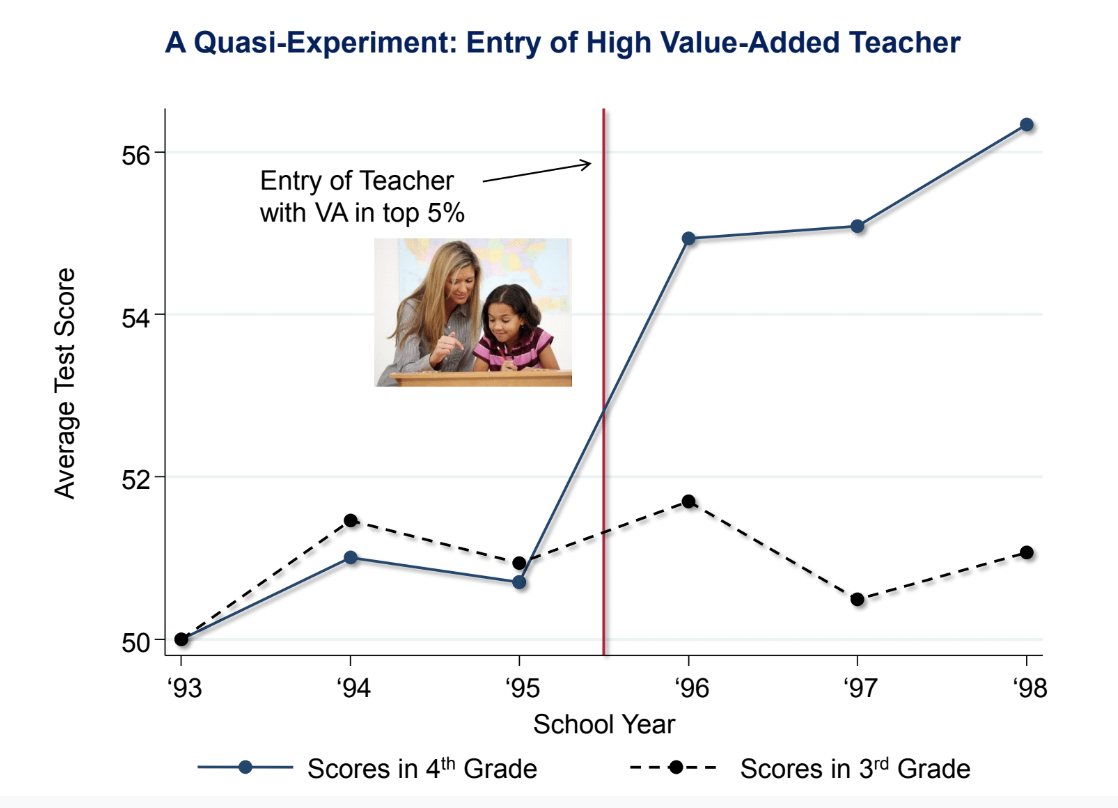 A Quasi-Experiment: Entry of High Value-Added Teacher
Entry of Teacher
with VA in top 5%
Average Test Score
56
54
52
50
‘93 ‘94 ‘95 ‘96 ‘97 ‘98
School Year
Scores in 4th Grade Scores in 3rd Grade